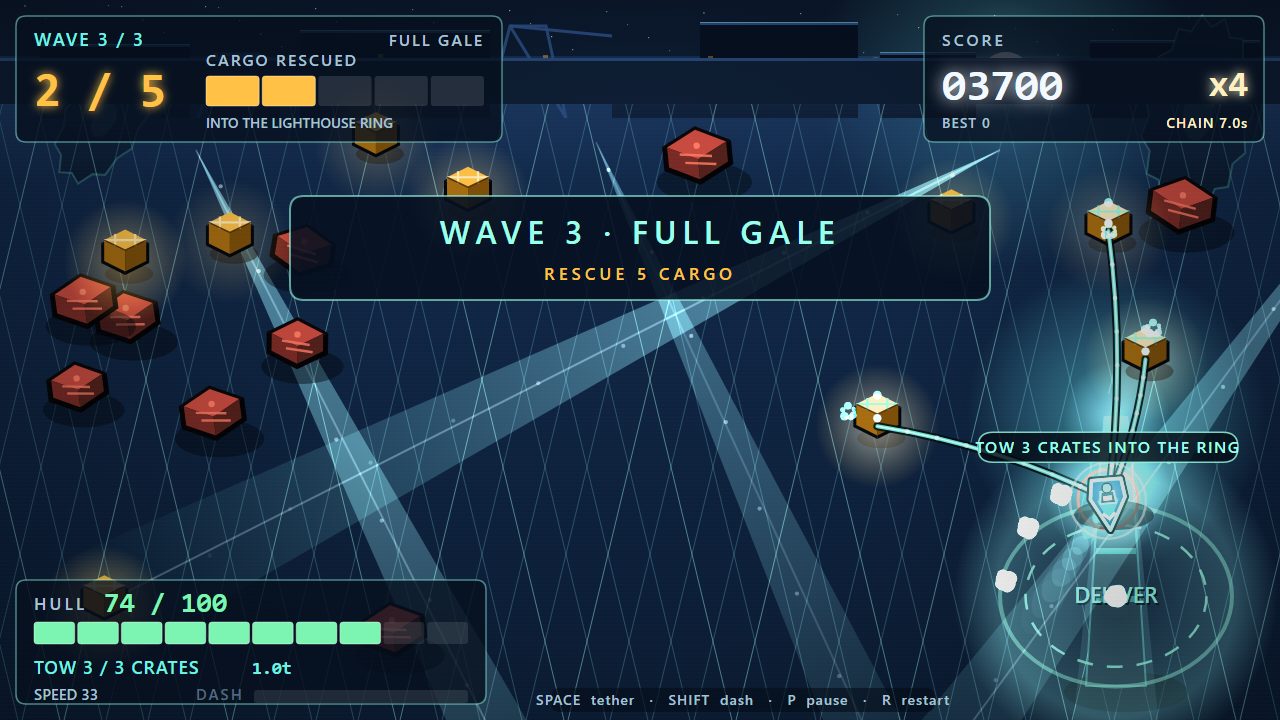 WAVE 3 / 3
FULL GALE
2 / 5
CARGO RESCUED
INTO THE LIGHTHOUSE RING
SCORE
03700
x4
BEST 0
CHAIN 7.0s
WAVE 3 · FULL GALE
RESCUE 5 CARGO
TOW 3 CRATES INTO THE RING
HULL 74 / 100
TOW 3 / 3 CRATES 1.0t
SPEED 33 DASH
SPACE tether · SHIFT dash · P pause · R restart